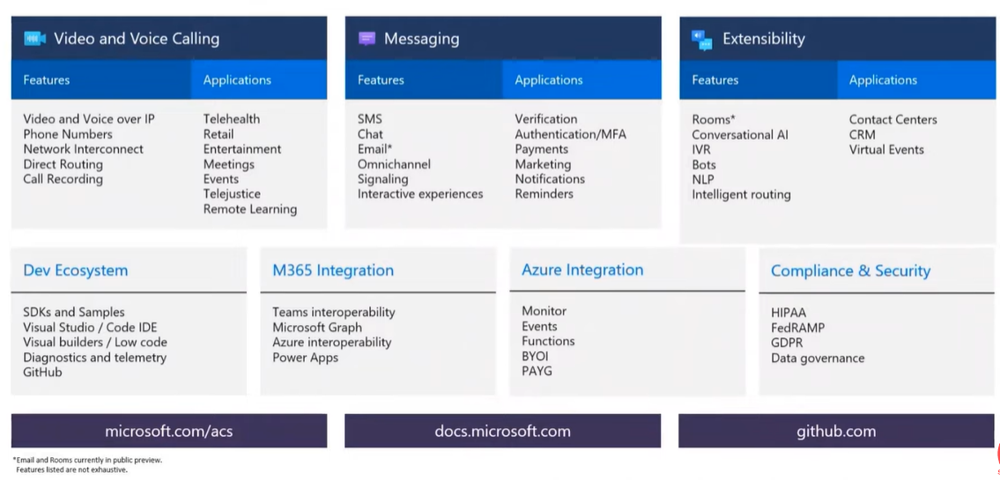 Video and Voice Calling
Features
Applications
Video and Voice over IP
Phone Numbers
Network Interconnect
Direct Routing
Call Recording
Telehealth
Retail
Entertainment
Meetings
Events
Telejustice
Remote Learning
Messaging
Features
Applications
SMS
Chat
Email*
Omnichannel
Signaling
Interactive experiences
Verification
Authentication/MFA
Payments
Marketing
Notifications
Reminders
Extensibility
Features
Applications
Rooms*
Conversational AI
IVR
Bots
NLP
Intelligent routing
Contact Centers
CRM
Virtual Events
Dev Ecosystem
SDKs and Samples
Visual Studio / Code IDE
Visual builders / Low code
Diagnostics and telemetry
GitHub
M365 Integration
Teams interoperability
Microsoft Graph
Azure interoperability
Power Apps
Azure Integration
Monitor
Events
Functions
BYOI
PAYG
Compliance & Security
HIPAA
FedRAMP
GDPR
Data governance
microsoft.com/acs
docs.microsoft.com
github.com
*Email and Rooms currently in public preview.
Features listed are not exhaustive.